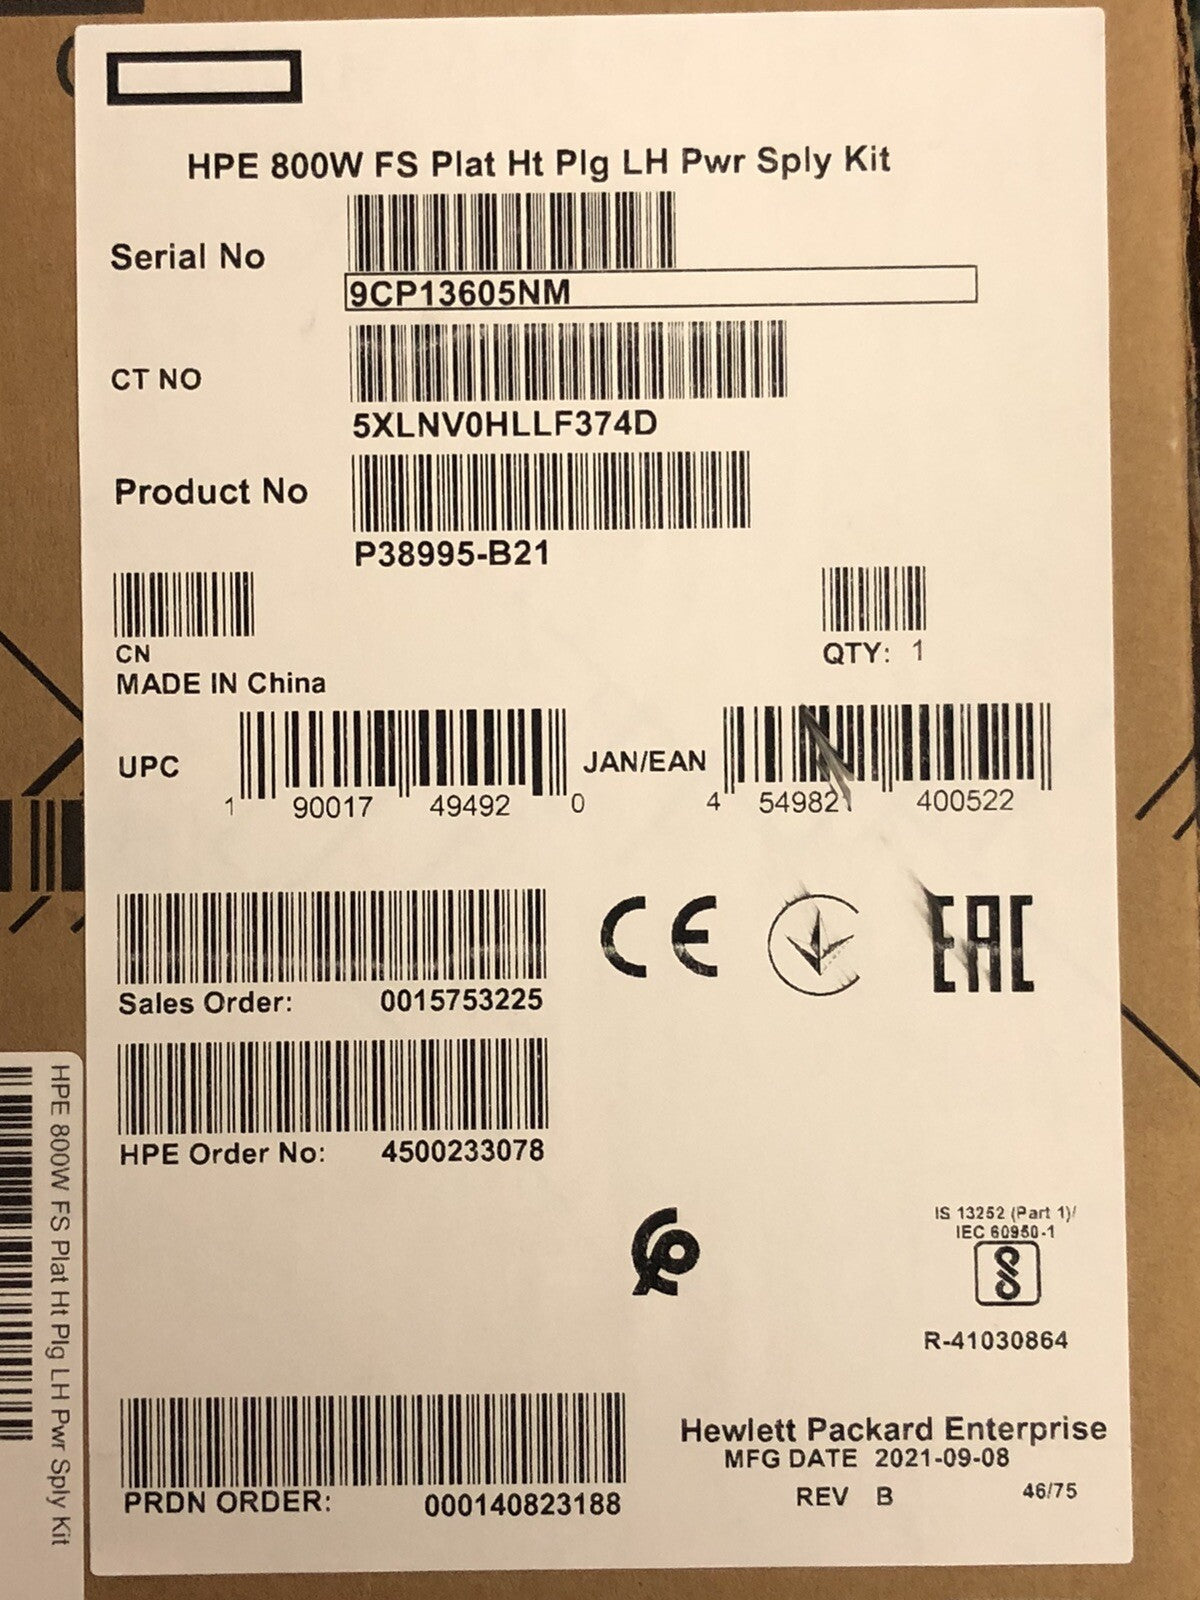 HPE 800W FS Plat Ht Plg LH Pwr Sply Kit
Serial No
9CP13605NM
CT NO
5XLNV0HLLF374D
Product No
P38995-B21
CN
QTY: 1
MADE IN China
UPC
1 90017 49492 0
JAN/EAN
4 549821 400522
CE
EAC
Sales Order: 0015753225
HPE Order No: 4500233078
IS 13252 (Part 1)/
IEC 60950-1
R-41030864
Hewlett Packard Enterprise
MFG DATE 2021-09-08
REV B 46/75
PRDN ORDER: 000140823188
HPE 800W FS Plat Ht Plg LH Pwr Sply Kit